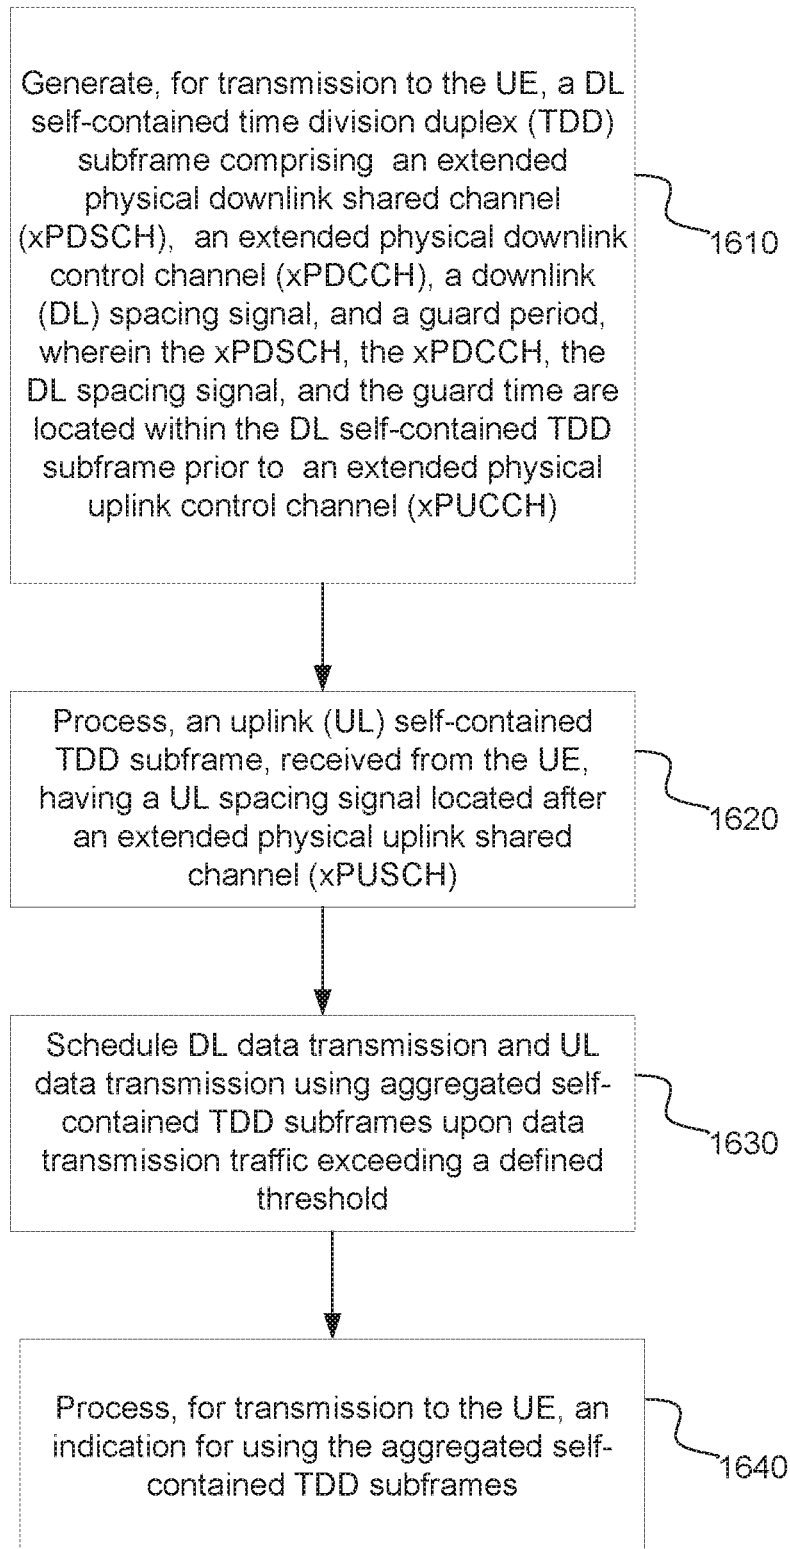 Generate, for transmission to the UE, a DL
self-contained time division duplex (TDD)
subframe comprising an extended
physical downlink shared channel
(xPDSCH), an extended physical downlink
control channel (xPDCCH), a downlink
(DL) spacing signal, and a guard period,
wherein the xPDSCH, the xPDCCH, the
DL spacing signal, and the guard time are
located within the DL self-contained TDD
subframe prior to an extended physical
uplink control channel (xPUCCH)
1610
Process, an uplink (UL) self-contained
TDD subframe, received from the UE,
having a UL spacing signal located after
an extended physical uplink shared
channel (xPUSCH)
1620
Schedule DL data transmission and UL
data transmission using aggregated self-
contained TDD subframes upon data
transmission traffic exceeding a defined
threshold
1630
Process, for transmission to the UE, an
indication for using the aggregated self-
contained TDD subframes
1640